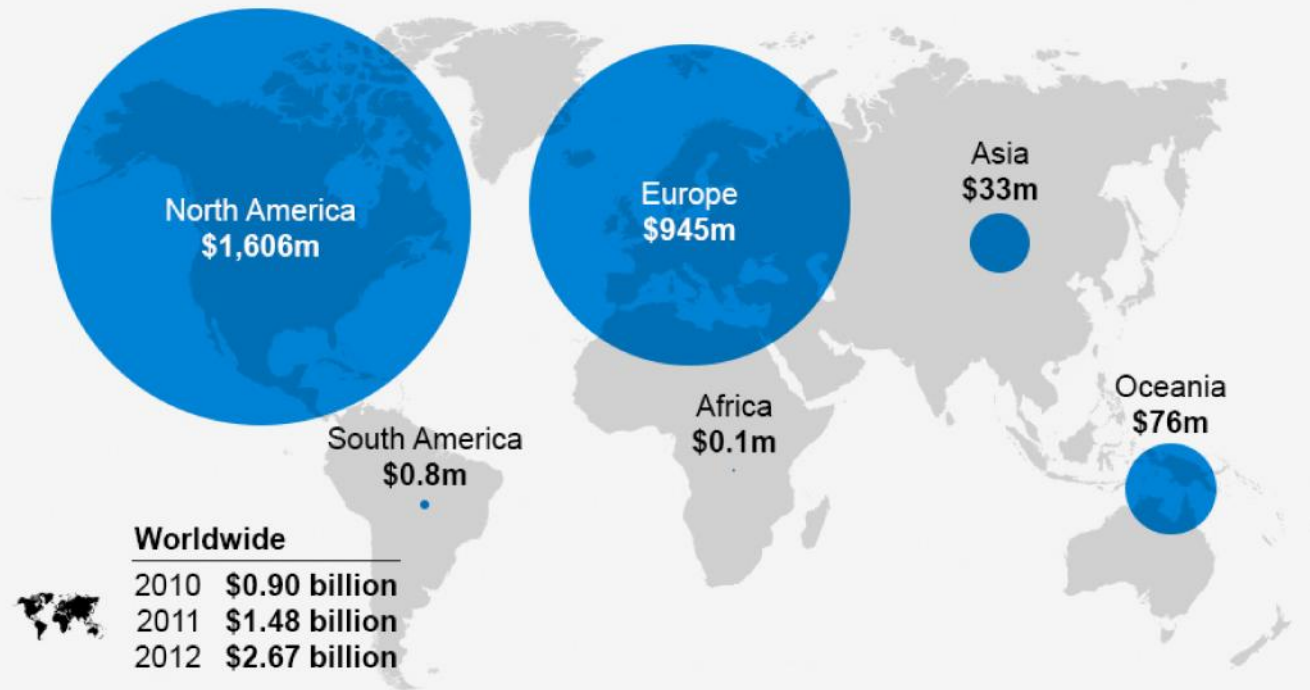 North America
$1,606m
Europe
$945m
Asia
$33m
South America
$0.8m
Africa
$0.1m
Oceania
$76m
Worldwide
2010 $0.90 billion
2011 $1.48 billion
2012 $2.67 billion